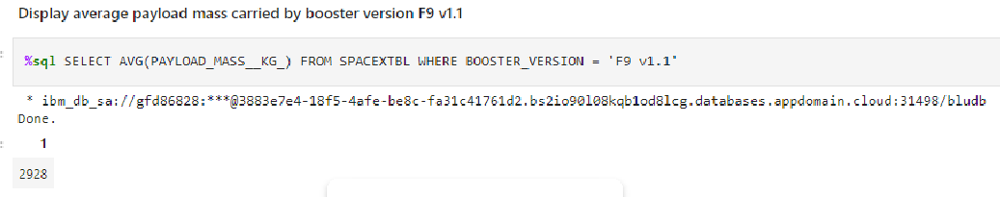 Display average payload mass carried by booster version F9 v1.1
%sql SELECT AVG(PAYLOAD_MASS__KG_) FROM SPACEXTBL WHERE BOOSTER_VERSION = 'F9 v1.1'
* ibm_db_sa://gfd86828:***@3883e7e4-18f5-4afe-be8c-fa31c41761d2.bs2io90l08kqb1od8lcg.databases.appdomain.cloud:31498/bludb
Done.
1
2928